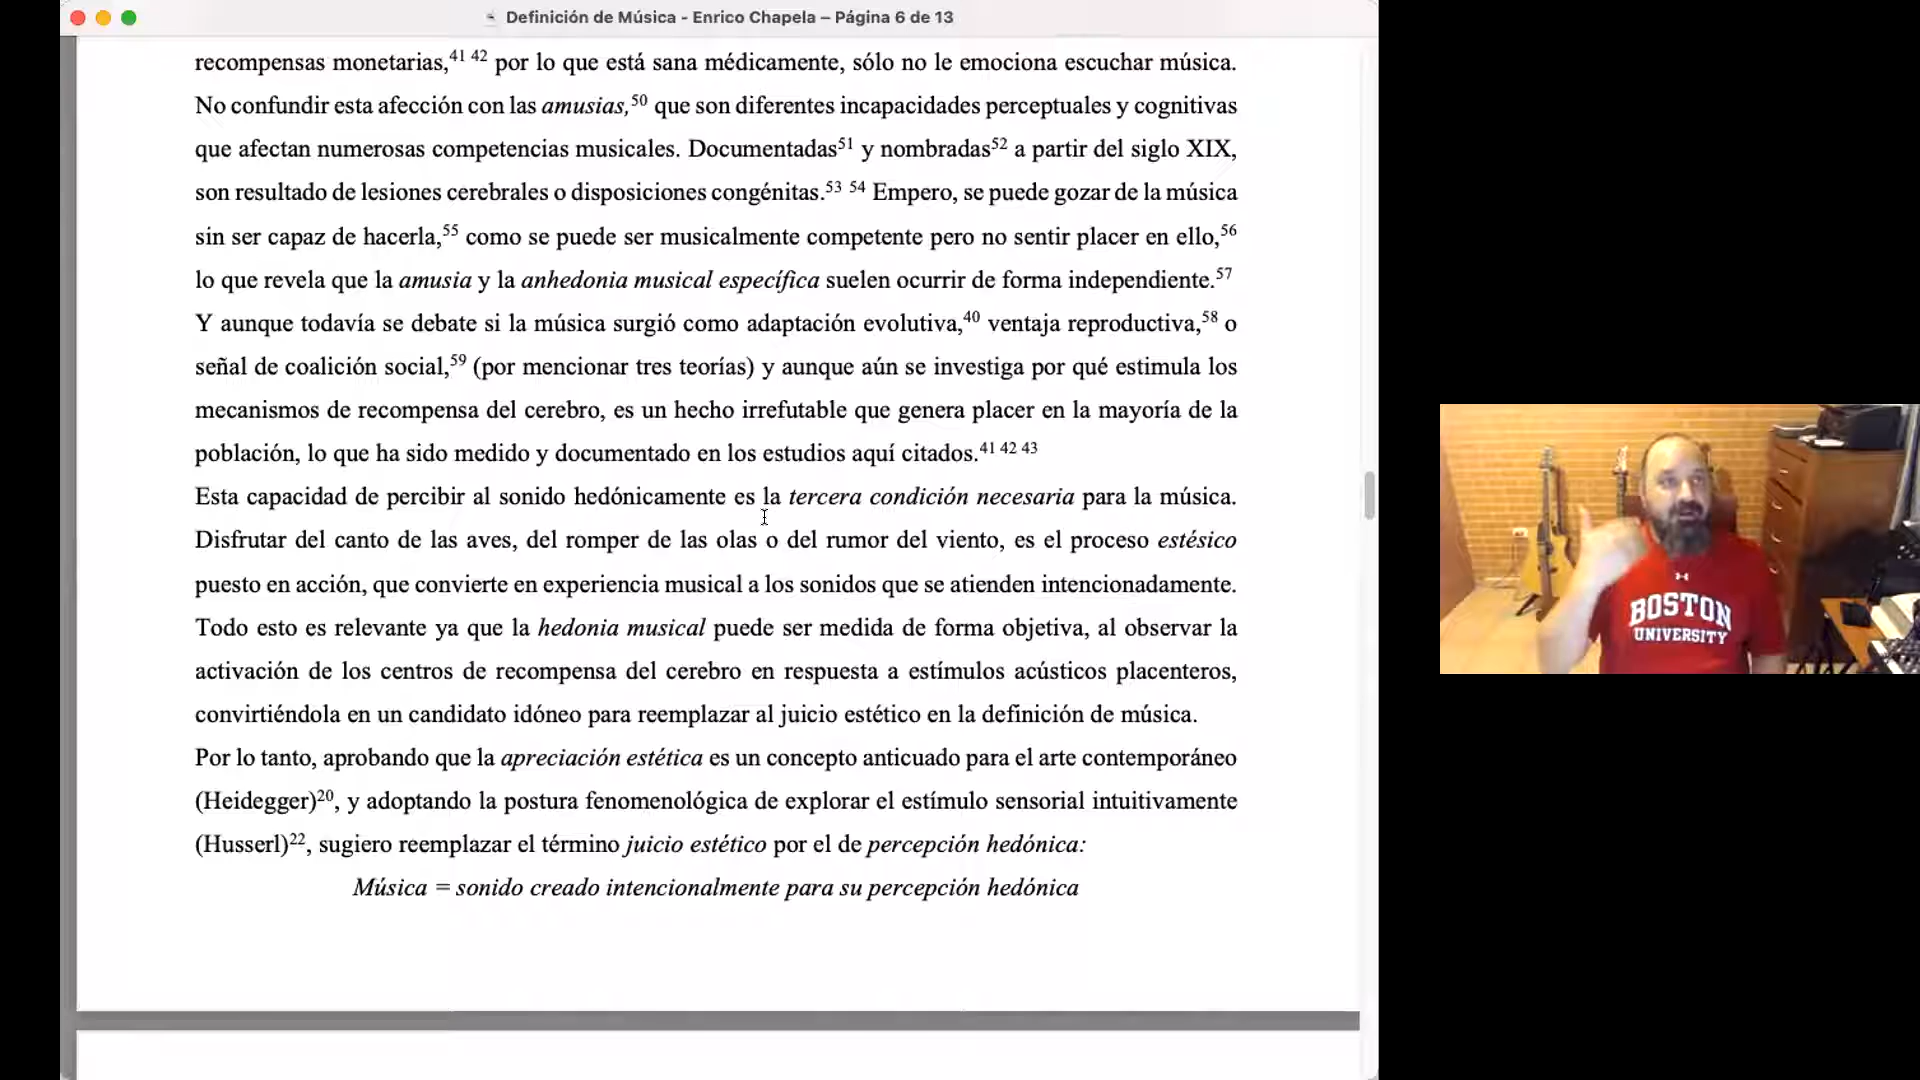 Definición de Música - Enrico Chapela – Página 6 de 13
recompensas monetarias,41 42 por lo que está sana médicamente, sólo no le emociona escuchar música.
No confundir esta afección con las amusias,50 que son diferentes incapacidades perceptuales y cognitivas
que afectan numerosas competencias musicales. Documentadas51 y nombradas52 a partir del siglo XIX,
son resultado de lesiones cerebrales o disposiciones congénitas.53 54 Empero, se puede gozar de la música
sin ser capaz de hacerla,55 como se puede ser musicalmente competente pero no sentir placer en ello,56
lo que revela que la amusia y la anhedonia musical específica suelen ocurrir de forma independiente.57
Y aunque todavía se debate si la música surgió como adaptación evolutiva,40 ventaja reproductiva,58 o
señal de coalición social,59 (por mencionar tres teorías) y aunque aún se investiga por qué estimula los
mecanismos de recompensa del cerebro, es un hecho irrefutable que genera placer en la mayoría de la
población, lo que ha sido medido y documentado en los estudios aquí citados.41 42 43
Esta capacidad de percibir al sonido hedónicamente es la tercera condición necesaria para la música.
Disfrutar del canto de las aves, del romper de las olas o del rumor del viento, es el proceso estésico
puesto en acción, que convierte en experiencia musical a los sonidos que se atienden intencionadamente.
Todo esto es relevante ya que la hedonia musical puede ser medida de forma objetiva, al observar la
activación de los centros de recompensa del cerebro en respuesta a estímulos acústicos placenteros,
convirtiéndola en un candidato idóneo para reemplazar al juicio estético en la definición de música.
Por lo tanto, aprobando que la apreciación estética es un concepto anticuado para el arte contemporáneo
(Heidegger)20, y adoptando la postura fenomenológica de explorar el estímulo sensorial intuitivamente
(Husserl)22, sugiero reemplazar el término juicio estético por el de percepción hedónica:
Música = sonido creado intencionalmente para su percepción hedónica
BOSTON
UNIVERSITY